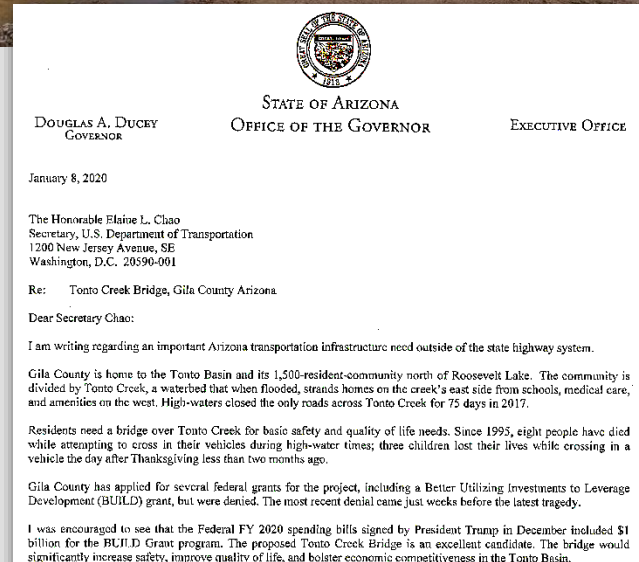 GREAT SEAL OF THE STATE OF ARIZONA
1912
STATE OF ARIZONA
DOUGLAS A. DUCEY
GOVERNOR
OFFICE OF THE GOVERNOR
EXECUTIVE OFFICE
January 8, 2020
The Honorable Elaine L. Chao
Secretary, U.S. Department of Transportation
1200 New Jersey Avenue, SE
Washington, D.C. 20590-001
Re: Tonto Creek Bridge, Gila County Arizona
Dear Secretary Chao:
I am writing regarding an important Arizona transportation infrastructure need outside of the state highway system.
Gila County is home to the Tonto Basin and its 1,500-resident-community north of Roosevelt Lake. The community is
divided by Tonto Creek, a waterbed that when flooded, strands homes on the creek's east side from schools, medical care,
and amenities on the west. High-waters closed the only roads across Tonto Creek for 75 days in 2017.
Residents need a bridge over Tonto Creek for basic safety and quality of life needs. Since 1995, eight people have died
while attempting to cross in their vehicles during high-water times; three children lost their lives while crossing in a
vehicle the day after Thanksgiving less than two months ago.
Gila County has applied for several federal grants for the project, including a Better Utilizing Investments to Leverage
Development (BUILD) grant, but were denied. The most recent denial came just weeks before the latest tragedy.
I was encouraged to see that the Federal FY 2020 spending bills signed by President Trump in December included $1
billion for the BUILD Grant program. The proposed Tonto Creek Bridge is an excellent candidate. The bridge would
significantly increase safety, improve quality of life, and bolster economic competitiveness in the Tonto Basin.